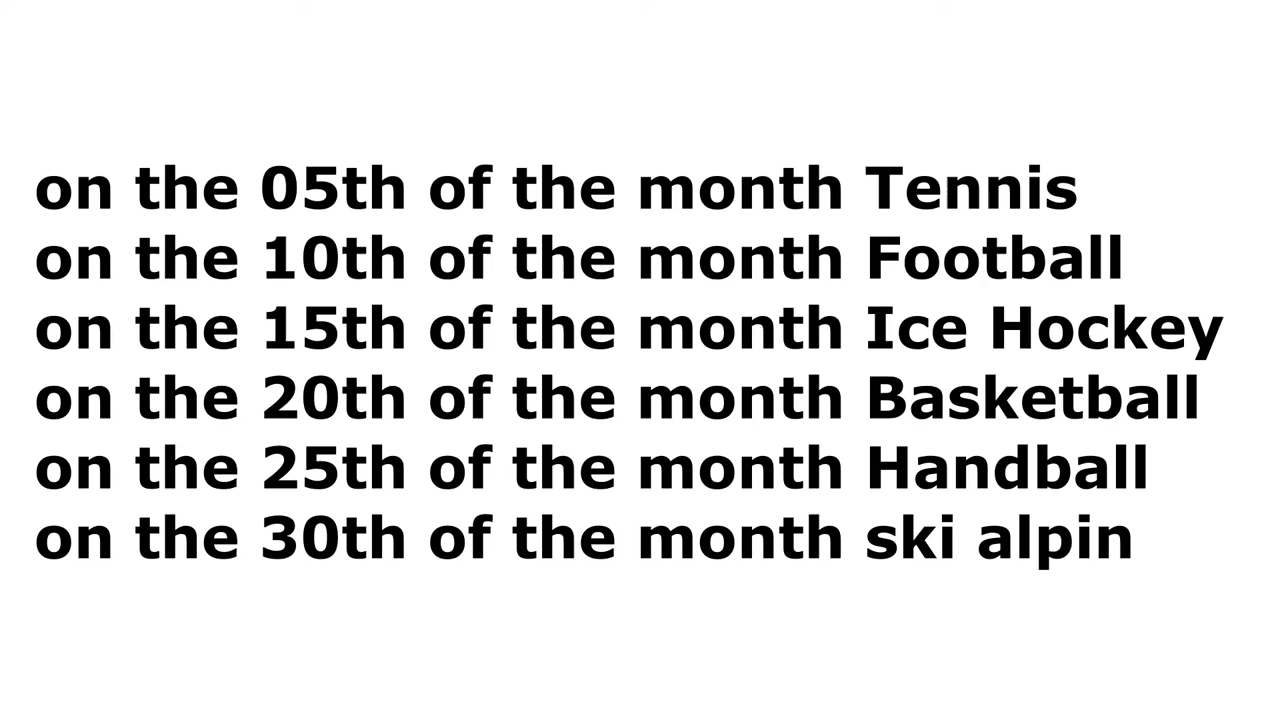 on the 05th of the month Tennis
on the 10th of the month Football
on the 15th of the month Ice Hockey
on the 20th of the month Basketball
on the 25th of the month Handball
on the 30th of the month ski alpin